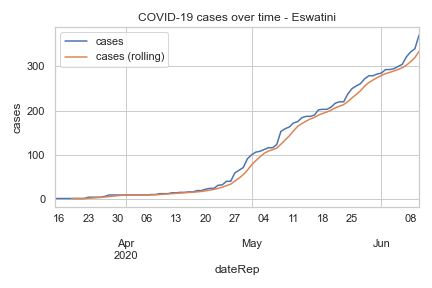 COVID-19 cases over time - Eswatini
cases
cases (rolling)
cases
300
200
100
0
16 23 30 06 13 20 27 04 11 18 25 08
Apr May Jun
2020
dateRep